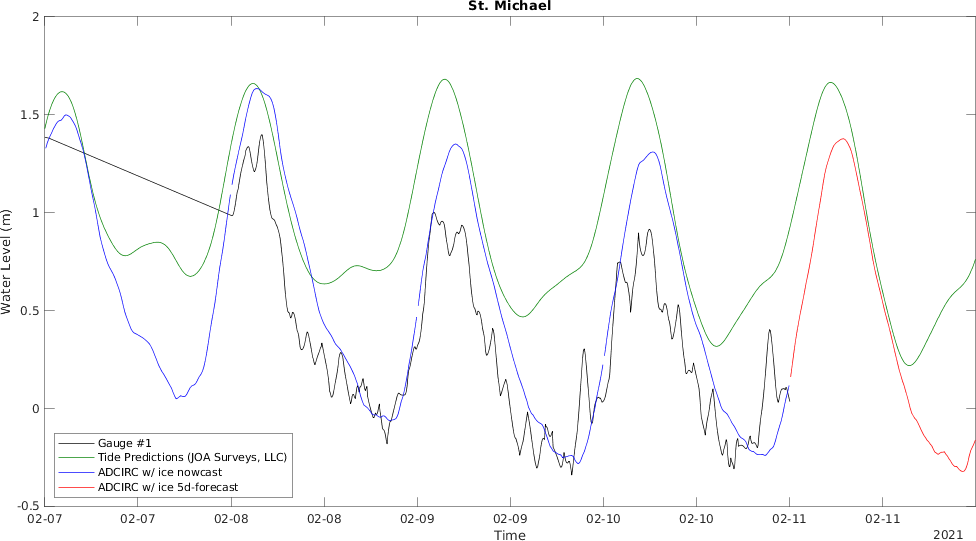 St. Michael
2
1.5
1
0.5
0
-0.5
Water Level (m)
Gauge #1
Tide Predictions (JOA Surveys, LLC)
ADCIRC w/ ice nowcast
ADCIRC w/ ice 5d-forecast
02-07 02-07 02-08 02-08 02-09 02-09 02-10 02-10 02-11 02-11
Time
2021